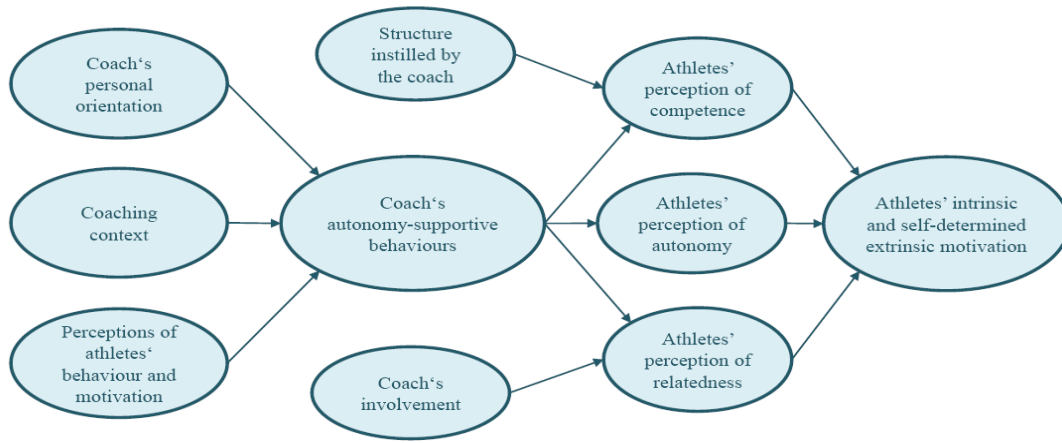 Coach‘s
personal
orientation
Coaching
context
Perceptions of
athletes‘
behaviour and
motivation
Structure
instilled by
the coach
Coach‘s
autonomy-supportive
behaviours
Coach‘s
involvement
Athletes’
perception of
competence
Athletes’
perception of
autonomy
Athletes’
perception of
relatedness
Athletes’ intrinsic
and self-determined
extrinsic motivation